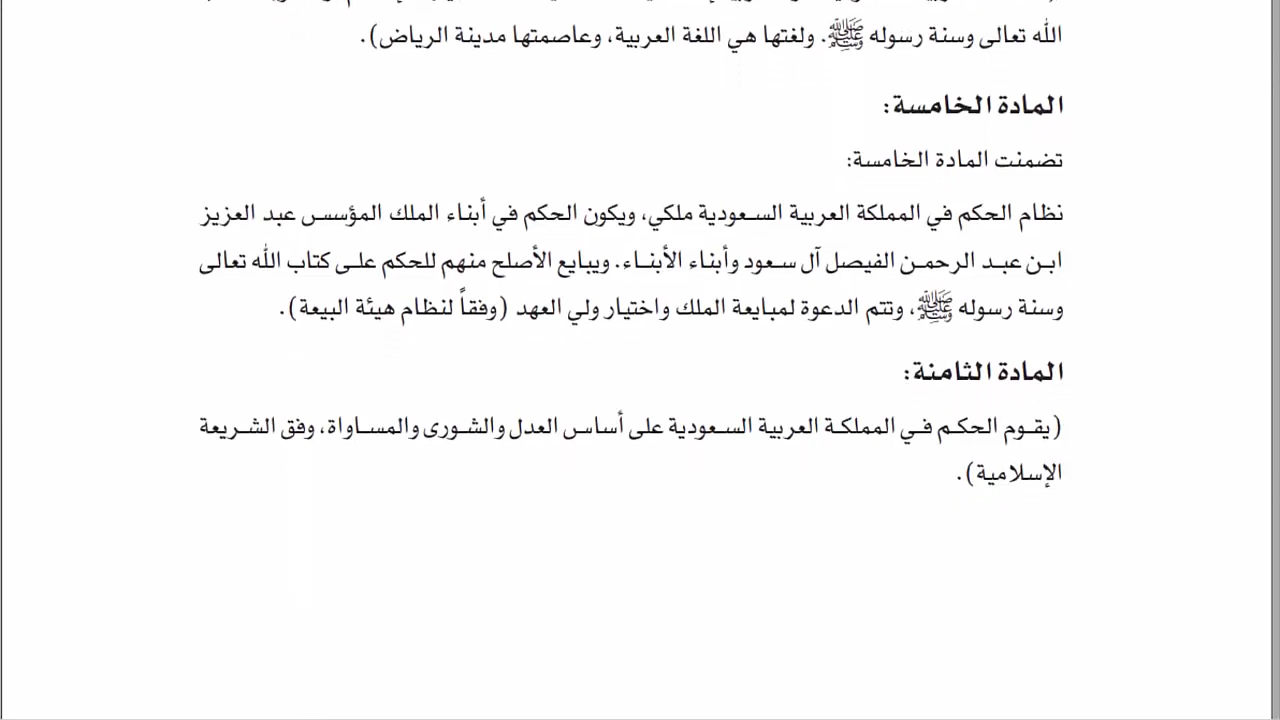 الله تعالى وسنة رسوله ﷺ. ولغتها هي اللغة العربية، وعاصمتها مدينة الرياض).
المادة الخامسة:
تضمنت المادة الخامسة:
نظام الحكم في المملكة العربية السعودية ملكي، ويكون الحكم في أبناء الملك المؤسس عبد العزيز
ابن عبد الرحمن الفيصل آل سعود وأبناء الأبناء. ويبايع الأصلح منهم للحكم على كتاب الله تعالى
وسنة رسوله ﷺ، وتتم الدعوة لمبايعة الملك واختيار ولي العهد (وفقاً لنظام هيئة البيعة).
المادة الثامنة:
(يقوم الحكم في المملكة العربية السعودية على أساس العدل والشورى والمساواة، وفق الشريعة
الإسلامية).